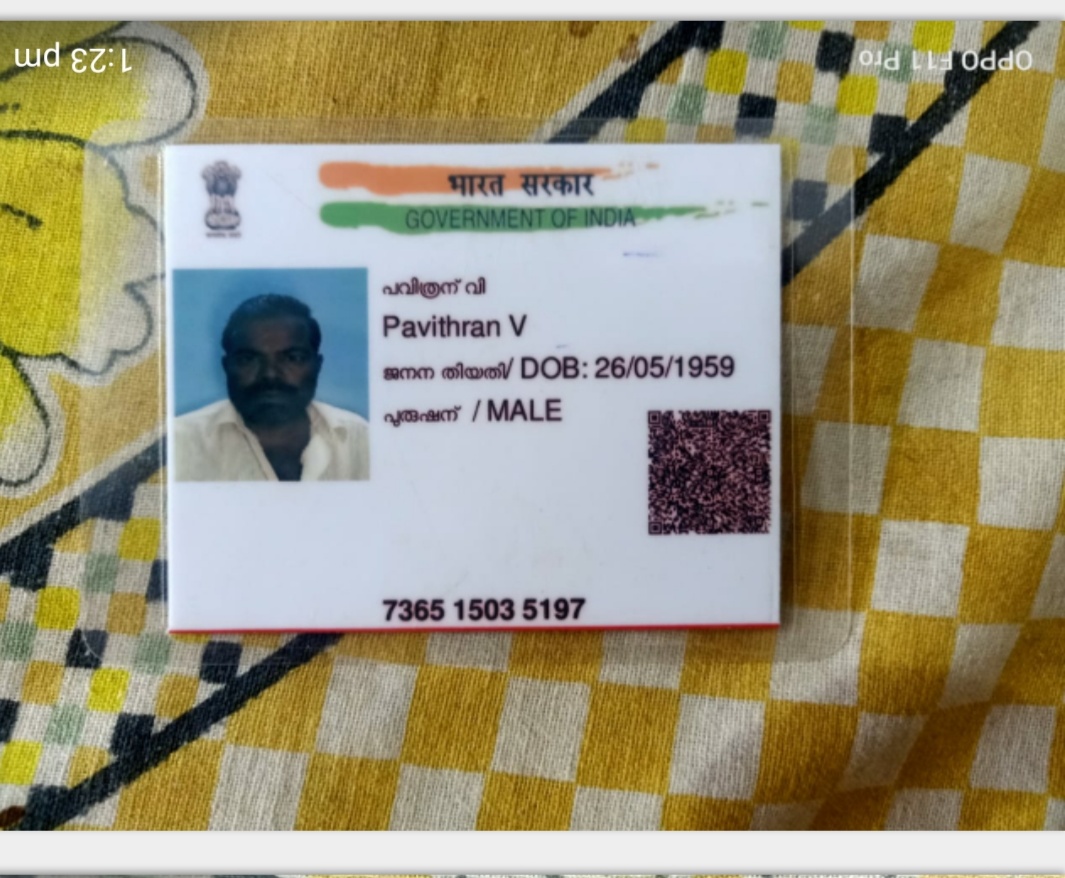 1:23 pm
OPPO F11 Pro
भारत सरकार
GOVERNMENT OF INDIA
പവിത്രന് വി
Pavithran V
ജനന തിയതി/ DOB: 26/05/1959
പുരുഷന് / MALE
7365 1503 5197